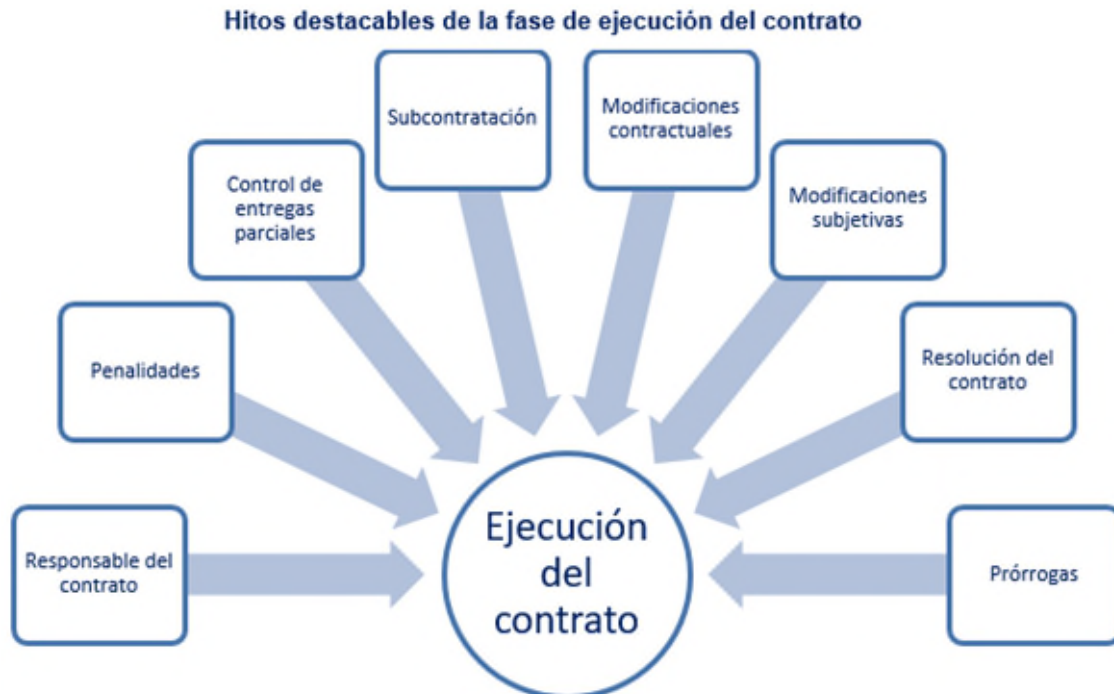 Hitos destacables de la fase de ejecución del contrato
Subcontratación
Modificaciones
contractuales
Control de
entregas
parciales
Modificaciones
subjetivas
Penalidades
Resolución del
contrato
Responsable del
contrato
Ejecución
del
contrato
Prórrogas